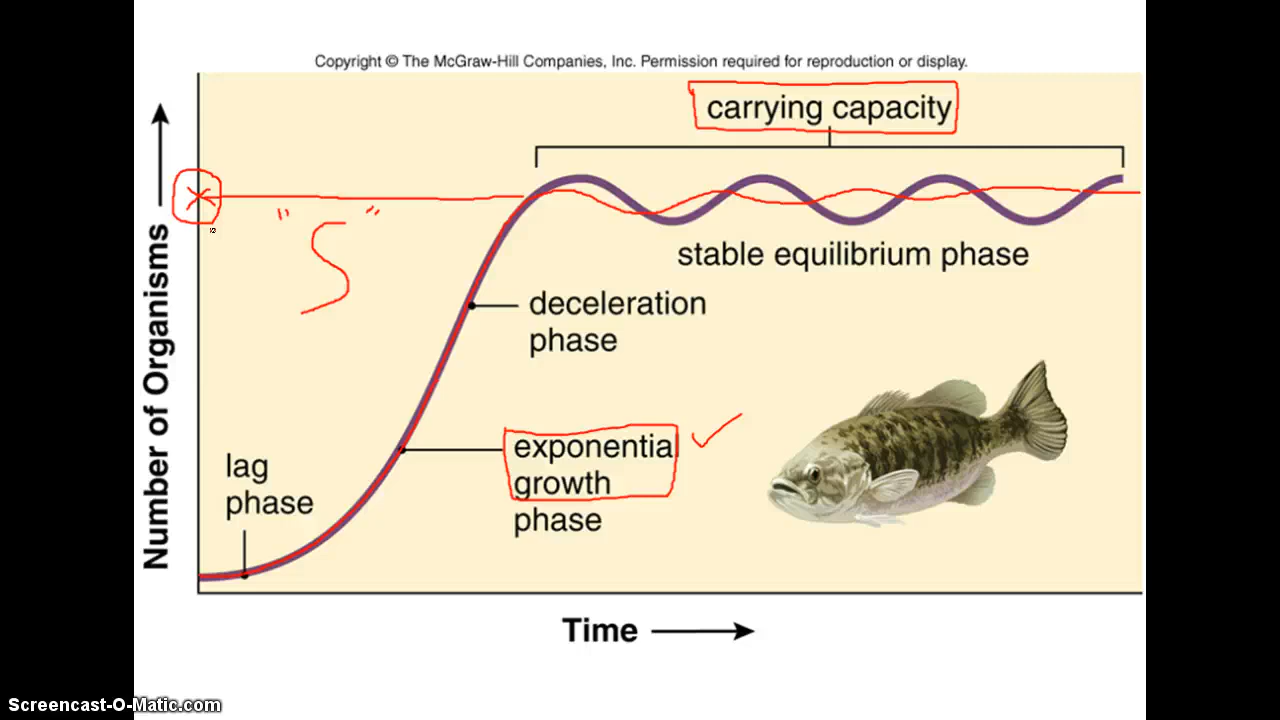 Copyright © The McGraw-Hill Companies, Inc. Permission required for reproduction or display.
carrying capacity
"S"
stable equilibrium phase
deceleration
phase
exponential
growth
phase
lag
phase
Number of Organisms
Time
Screencast-O-Matic.com